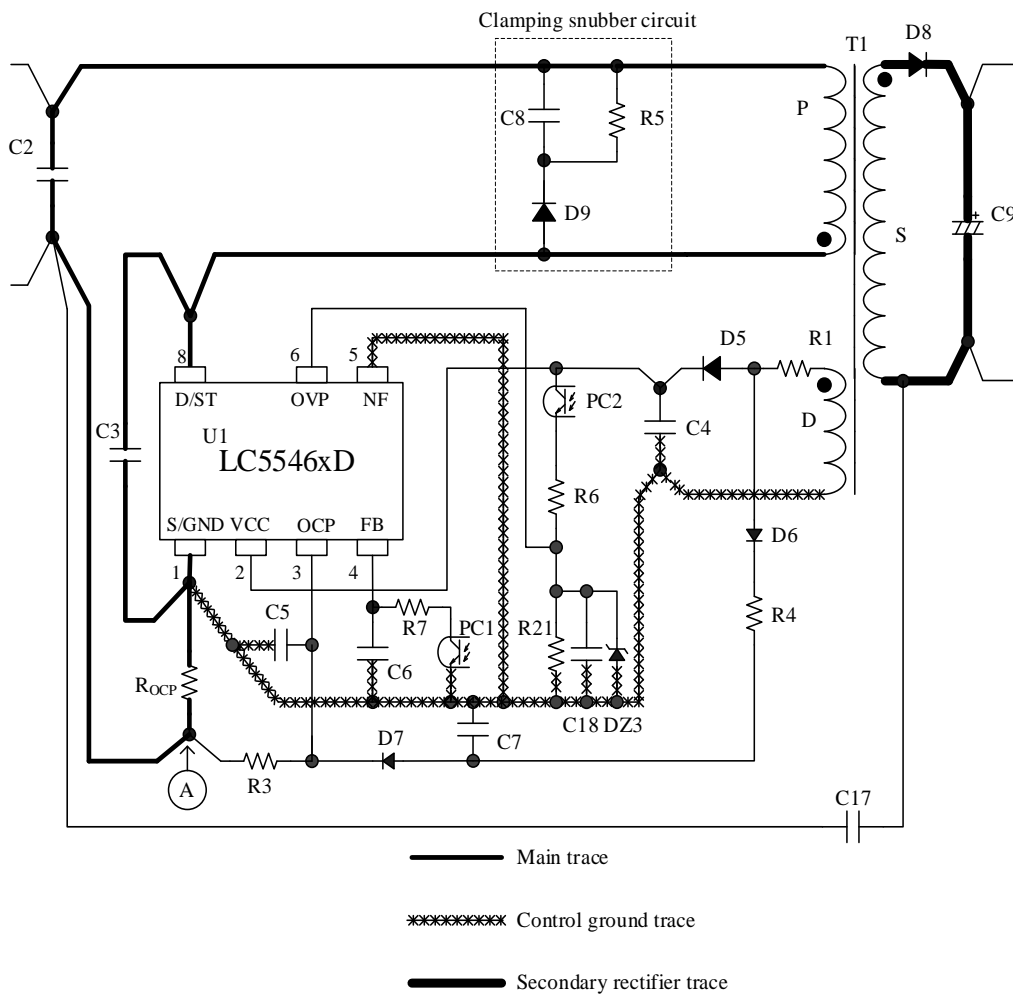 Clamping snubber circuit
D8
T1
P
C8
R5
C2
D9
S
C9
+
D5
R1
8
6
5
D/ST
OVP
NF
PC2
C3
U1
C4
D
LC5546xD
R6
S/GND
VCC
OCP
FB
D6
1
2
3
4
C5
R7
PC1
R21
R4
ROCP
C6
C18
DZ3
D7
C7
R3
A
C17
Main trace
Control ground trace
Secondary rectifier trace